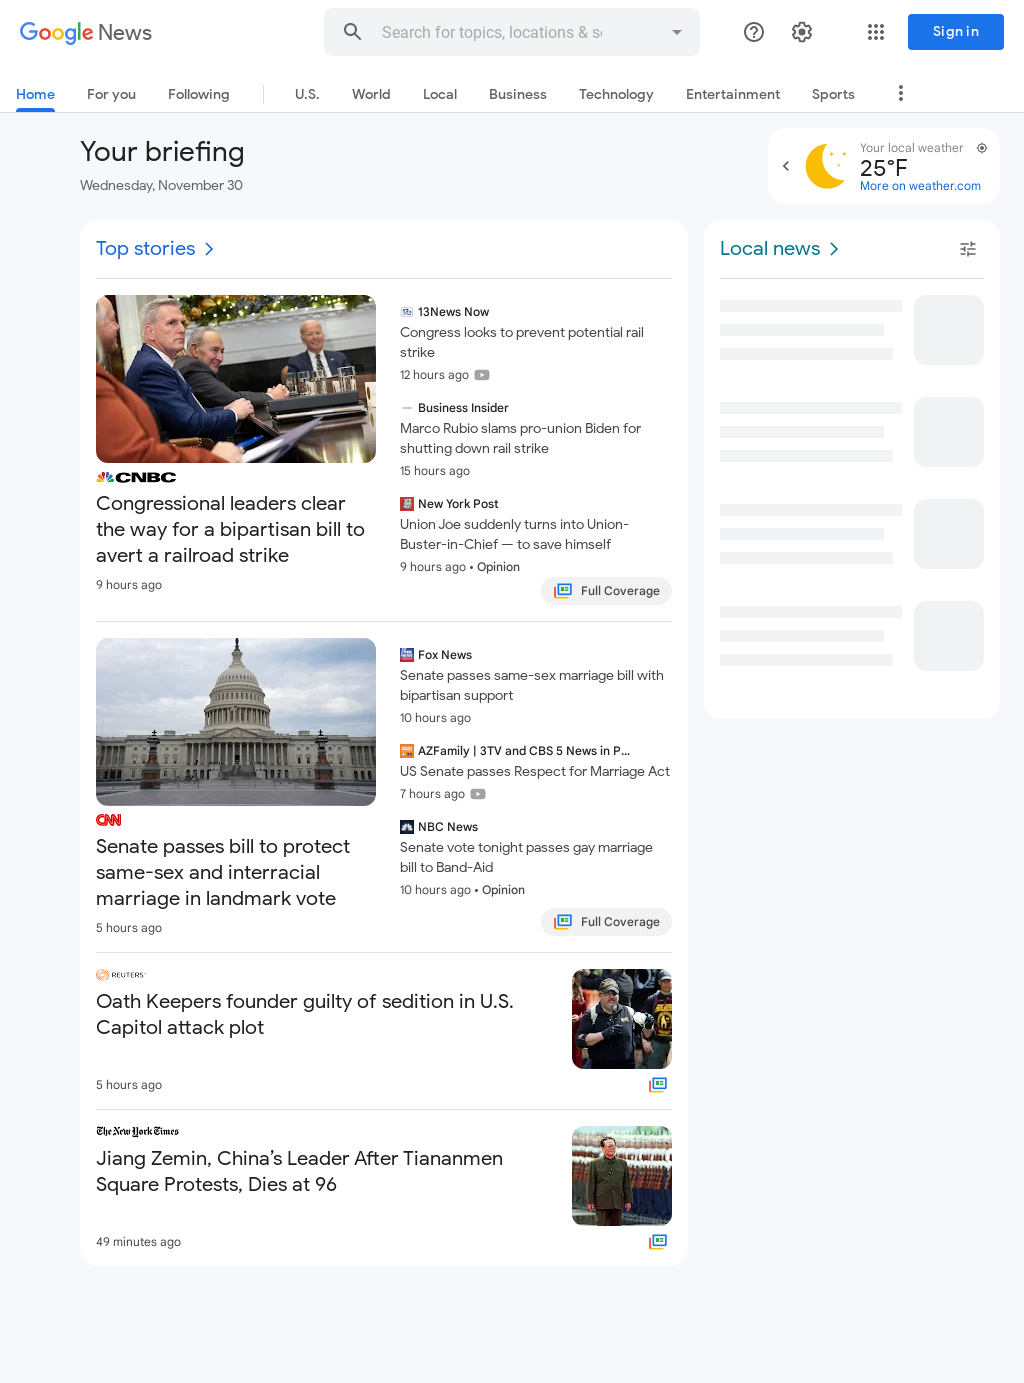 Google News
Search for topics, locations & s
Sign in
Home
For you
Following
U.S.
World
Local
Business
Technology
Entertainment
Sports
Your briefing
Wednesday, November 30
Your local weather
25°F
More on weather.com
Top stories
CNBC
Congressional leaders clear
the way for a bipartisan bill to
avert a railroad strike
9 hours ago
13News Now
Congress looks to prevent potential rail
strike
12 hours ago
Business Insider
Marco Rubio slams pro-union Biden for
shutting down rail strike
15 hours ago
New York Post
Union Joe suddenly turns into Union-
Buster-in-Chief — to save himself
9 hours ago • Opinion
Full Coverage
CNN
Senate passes bill to protect
same-sex and interracial
marriage in landmark vote
5 hours ago
Fox News
Senate passes same-sex marriage bill with
bipartisan support
10 hours ago
AZFamily | 3TV and CBS 5 News in P...
US Senate passes Respect for Marriage Act
7 hours ago
NBC News
Senate vote tonight passes gay marriage
bill to Band-Aid
10 hours ago • Opinion
Full Coverage
REUTERS
Oath Keepers founder guilty of sedition in U.S.
Capitol attack plot
5 hours ago
The New York Times
Jiang Zemin, China’s Leader After Tiananmen
Square Protests, Dies at 96
49 minutes ago
Local news